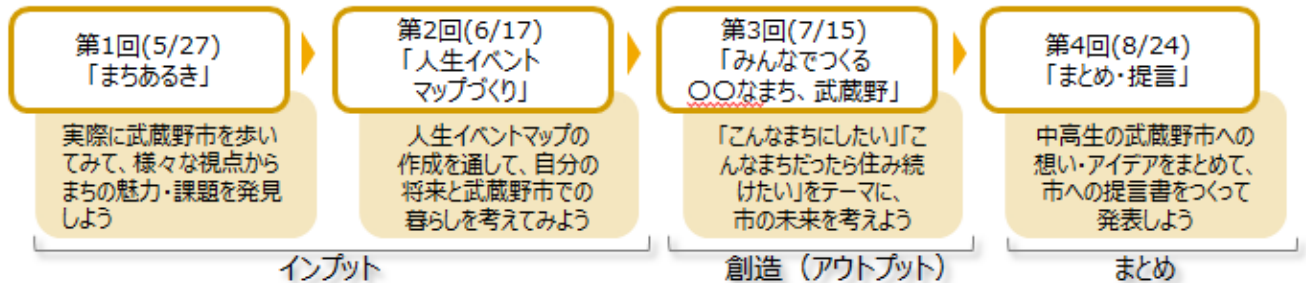 第1回(5/27)
「まちあるき」
実際に武蔵野市を歩い
てみて、様々な視点から
まちの魅力・課題を発見
しよう
第2回(6/17)
「人生イベント
マップづくり」
人生イベントマップの
作成を通して、自分の
将来と武蔵野市での
暮らしを考えてみよう
第3回(7/15)
「みんなでつくる
〇〇なまち、武蔵野」
「こんなまちにしたい」「こ
んなまちだったら住み続
けたい」をテーマに、
市の未来を考えよう
第4回(8/24)
「まとめ・提言」
中高生の武蔵野市への
想い・アイデアをまとめて、
市への提言書をつくって
発表しよう
インプット
創造（アウトプット）
まとめ